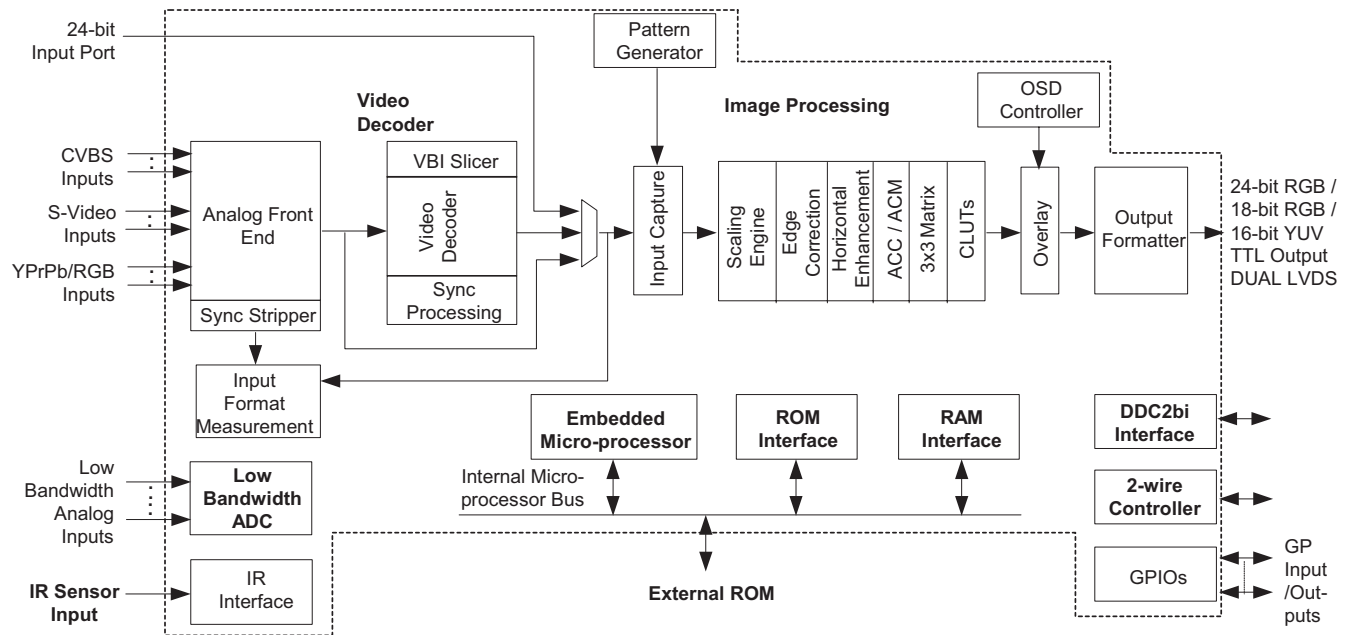 24-bit
Input Port
Pattern
Generator
Image Processing
OSD
Controller
Video
Decoder
CVBS
Inputs
S-Video
Inputs
YPrPb/RGB
Inputs
Analog Front
End
Sync Stripper
VBI Slicer
Video
Decoder
Sync
Processing
Input Capture
Scaling
Engine
Edge
Correction
Horizontal
Enhancement
ACC / ACM
3x3 Matrix
CLUTs
Overlay
Output
Formatter
24-bit RGB /
18-bit RGB /
16-bit YUV
TTL Output
DUAL LVDS
Input
Format
Measurement
Embedded
Micro-processor
ROM
Interface
RAM
Interface
DDC2bi
Interface
Low
Bandwidth
Analog
Inputs
Low
Bandwidth
ADC
Internal Micro-
processor Bus
2-wire
Controller
IR Sensor
Input
IR
Interface
External ROM
GPIOs
GP
Input
/Out-
puts